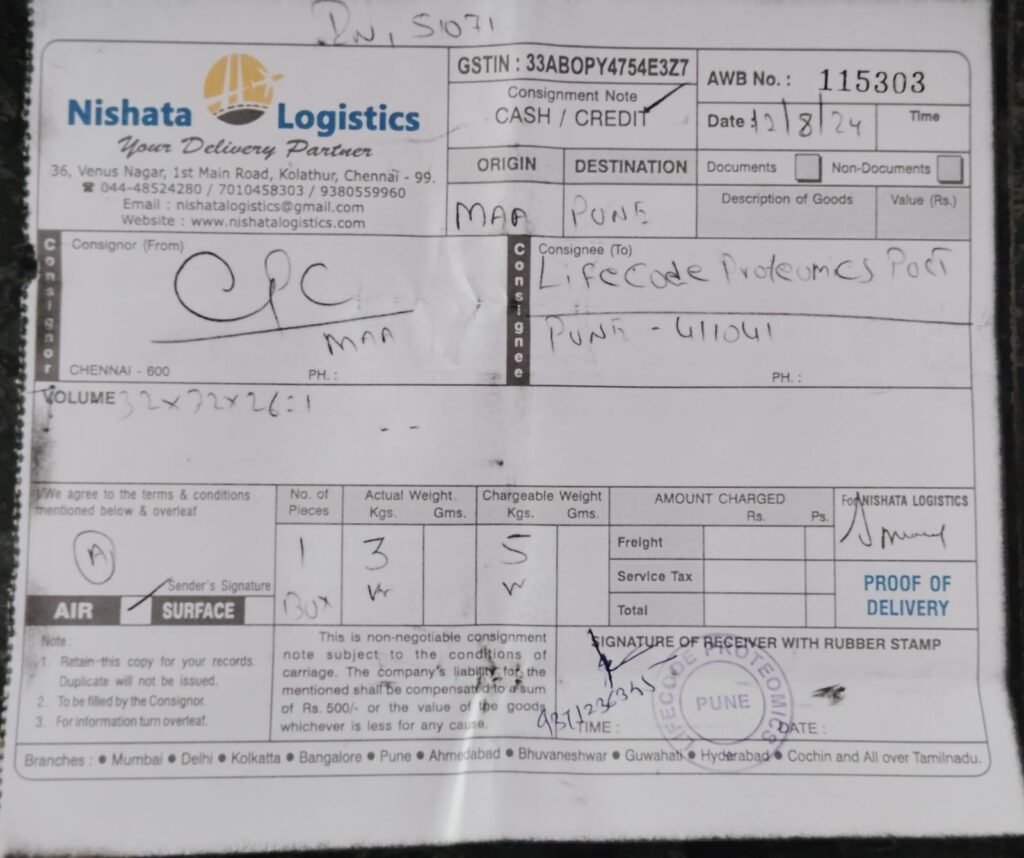 51071
Nishata Logistics
Your Delivery Partner
36, Venus Nagar, 1st Main Road, Kolathur, Chennai - 99.
☎ 044-48524280 / 7010458303 / 9380559960
Email : nishatalogistics@gmail.com
Website : www.nishatalogistics.com
GSTIN : 33ABOPY4754E3Z7
Consignment Note
CASH / CREDIT
AWB No. : 115303
Date 12/8/24 Time
ORIGIN DESTINATION
MAA PUNE
Documents Non-Documents
Description of Goods Value (Rs.)
Consignor
Consignor (From)
CPC
MAA
CHENNAI - 600 PH. :
Consignee
Consignee (To)
LifeCode Proteomics
PUNE - 411041
PH. :
VOLUME 32x32x26=1
I/We agree to the terms & conditions
mentioned below & overleaf
A
Sender's Signature
AIR SURFACE
No. of Pieces
1
Box
Actual Weight
Kgs. Gms.
3
Chargeable Weight
Kgs. Gms.
5
AMOUNT CHARGED
Rs. Ps.
Freight
Service Tax
Total
For NISHATA LOGISTICS
PROOF OF
DELIVERY
Note :
1. Retain this copy for your records.
Duplicate will not be issued.
2. To be filled by the Consignor.
3. For information turn overleaf.
This is non-negotiable consignment
note subject to the conditions of
carriage. The company's liability for the
mentioned shall be compensated to a sum
of Rs. 500/- or the value of the goods
whichever is less for any cause.
SIGNATURE OF RECEIVER WITH RUBBER STAMP
LIFECODE PROTEOMICS
PUNE
TIME : DATE :
Branches : ● Mumbai ● Delhi ● Kolkatta ● Bangalore ● Pune ● Ahmedabad ● Bhuvaneshwar ● Guwahati ● Hyderabad ● Cochin and All over Tamilnadu.